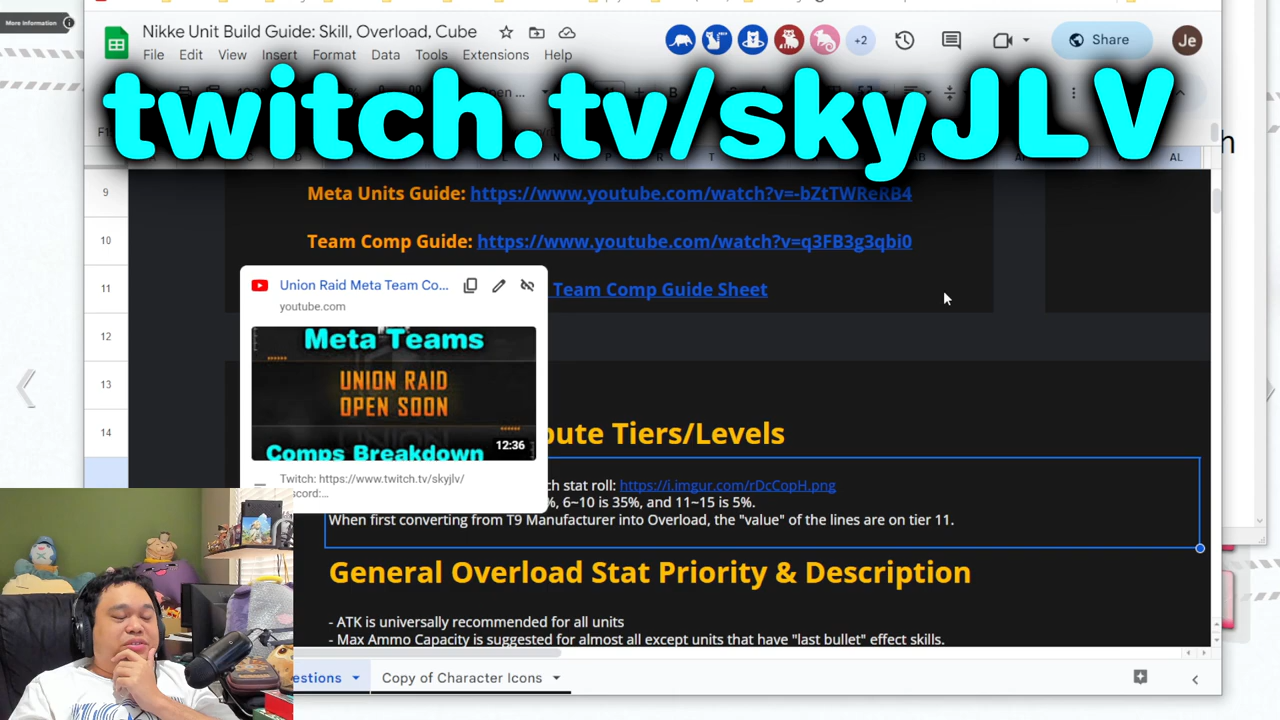 More Information
Nikke Unit Build Guide: Skill, Overload, Cube
+2
Share
Je
File Edit View Insert Format Data Tools Extensions Help
twitch.tv/skyJLV
AL
9
Meta Units Guide: https://www.youtube.com/watch?v=-bZtTWReRB4
10
Team Comp Guide: https://www.youtube.com/watch?v=q3FB3g3qbi0
11
Team Comp Guide Sheet
Union Raid Meta Team Co...
youtube.com
Meta Teams
UNION RAID
OPEN SOON
Comps Breakdown
12:36
Twitch: https://www.twitch.tv/skyjlv/
iscord:...
12
13
14
oute Tiers/Levels
ch stat roll: https://i.imgur.com/rDcCopH.png
%, 6~10 is 35%, and 11~15 is 5%.
When first converting from T9 Manufacturer into Overload, the "value" of the lines are on tier 11.
General Overload Stat Priority & Description
- ATK is universally recommended for all units
- Max Ammo Capacity is suggested for almost all except units that have "last bullet" effect skills.
estions
Copy of Character Icons